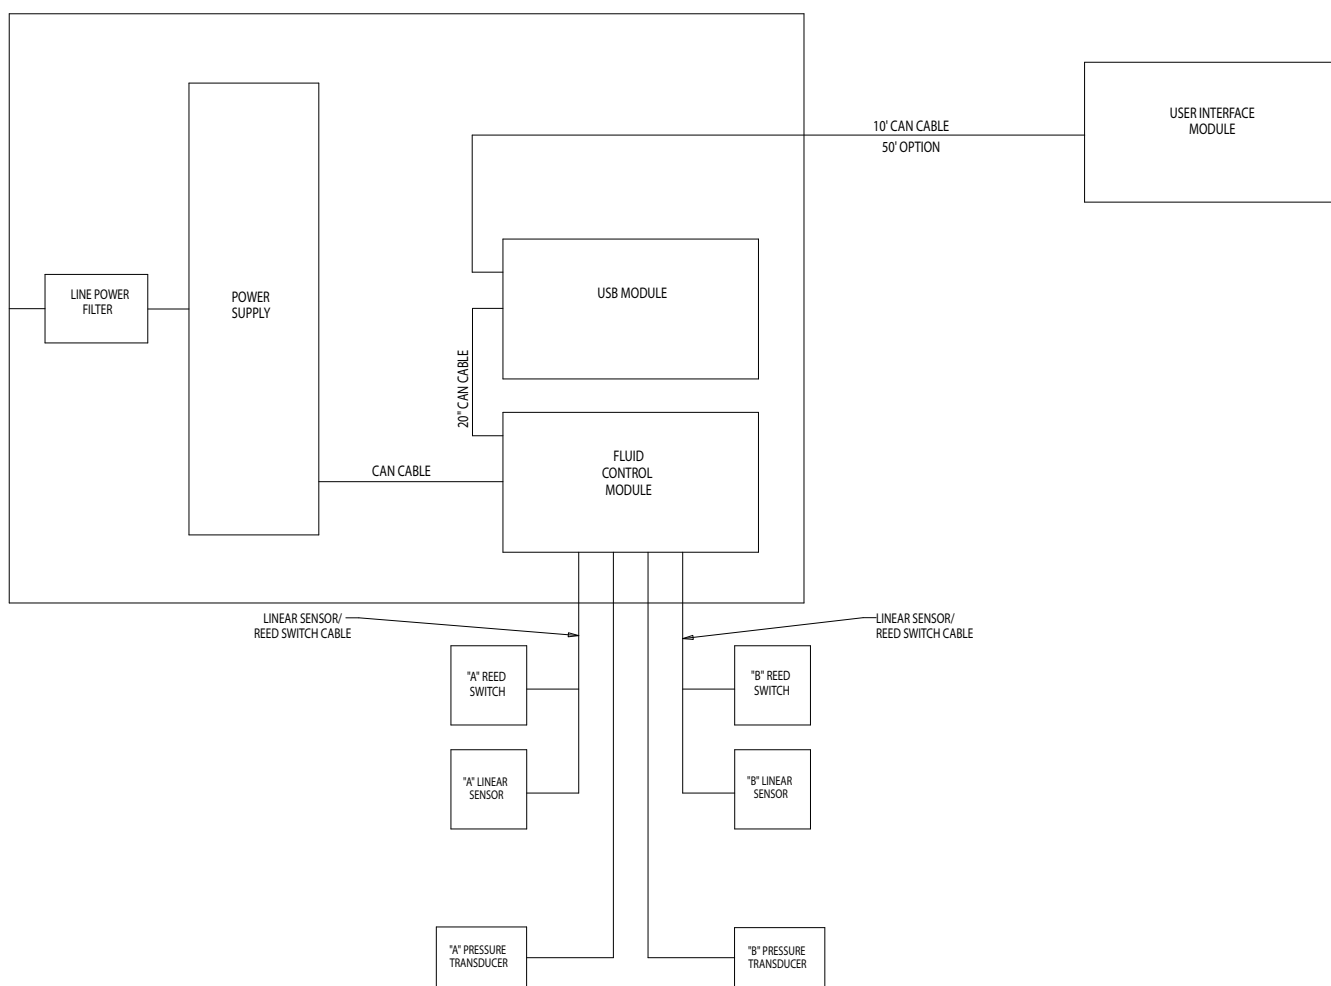 10' CAN CABLE
50' OPTION
USER INTERFACE
MODULE
LINE POWER
FILTER
POWER
SUPPLY
USB MODULE
20" CAN CABLE
CAN CABLE
FLUID
CONTROL
MODULE
LINEAR SENSOR/
REED SWITCH CABLE
LINEAR SENSOR/
REED SWITCH CABLE
"A" REED
SWITCH
"B" REED
SWITCH
"A" LINEAR
SENSOR
"B" LINEAR
SENSOR
"A" PRESSURE
TRANSDUCER
"B" PRESSURE
TRANSDUCER